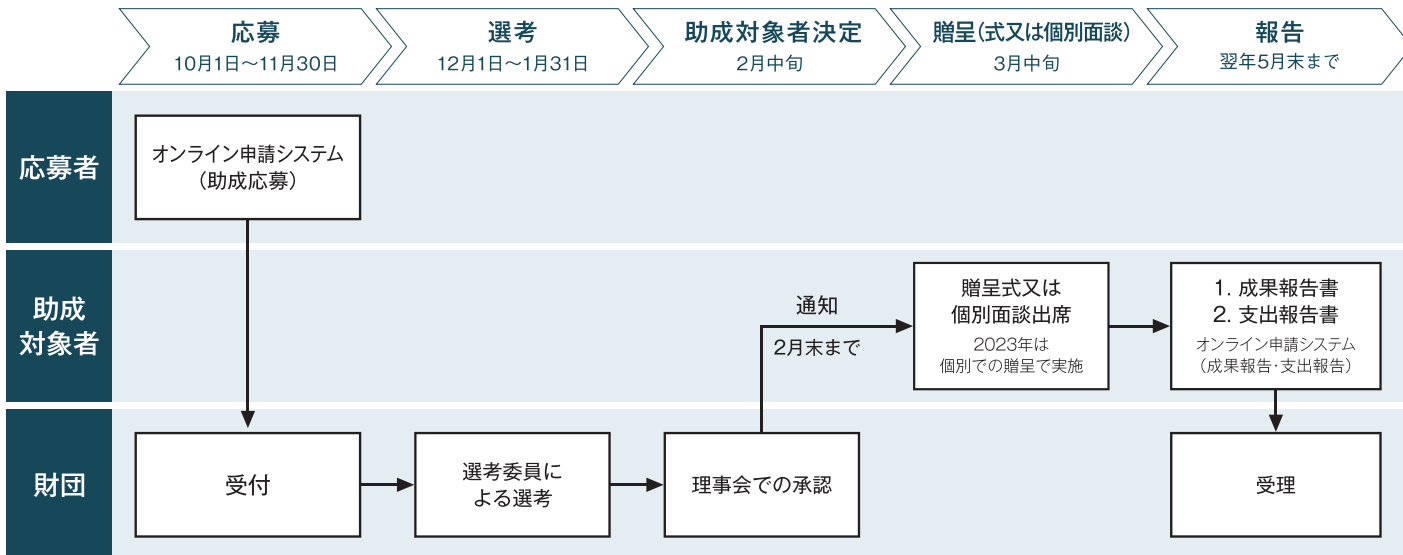 応募
10月1日～11月30日
選考
12月1日～1月31日
助成対象者決定
2月中旬
贈呈（式又は個別面談）
3月中旬
報告
翌年5月末まで
応募者
オンライン申請システム
（助成応募）
助成
対象者
通知
2月末まで
贈呈式又は
個別面談出席
2023年は
個別での贈呈で実施
1. 成果報告書
2. 支出報告書
オンライン申請システム
（成果報告・支出報告）
財団
受付
選考委員に
よる選考
理事会での承認
受理